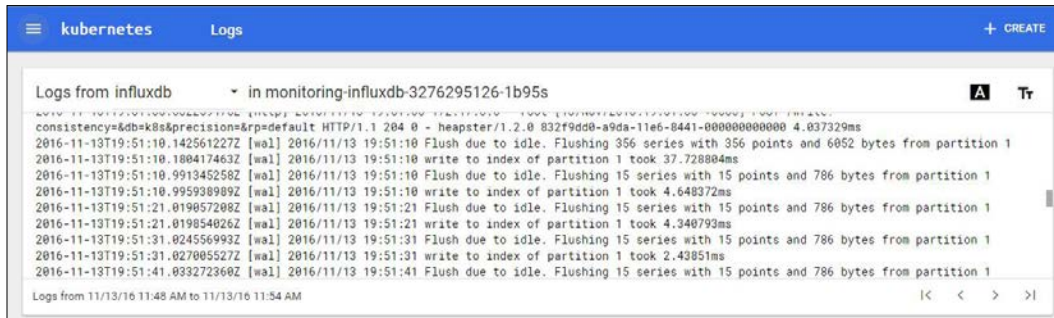 kubernetes Logs + CREATE
Logs from influxdb in monitoring-influxdb-3276295126-1b95s
consistency=&db=k8s&precision=&rp=default HTTP/1.1 204 0 - heapster/1.2.0 832f9dd0-a9da-11e6-8441-000000000000 4.037329ms
2016-11-13T19:51:10.142561227Z [wal] 2016/11/13 19:51:10 Flush due to idle. Flushing 356 series with 356 points and 6052 bytes from partition 1
2016-11-13T19:51:10.180417463Z [wal] 2016/11/13 19:51:10 write to index of partition 1 took 37.728804ms
2016-11-13T19:51:10.991345258Z [wal] 2016/11/13 19:51:10 Flush due to idle. Flushing 15 series with 15 points and 786 bytes from partition 1
2016-11-13T19:51:10.995938989Z [wal] 2016/11/13 19:51:10 write to index of partition 1 took 4.648372ms
2016-11-13T19:51:21.019057208Z [wal] 2016/11/13 19:51:21 Flush due to idle. Flushing 15 series with 15 points and 786 bytes from partition 1
2016-11-13T19:51:21.019854026Z [wal] 2016/11/13 19:51:21 write to index of partition 1 took 4.340793ms
2016-11-13T19:51:31.024556993Z [wal] 2016/11/13 19:51:31 Flush due to idle. Flushing 15 series with 15 points and 786 bytes from partition 1
2016-11-13T19:51:31.027005527Z [wal] 2016/11/13 19:51:31 write to index of partition 1 took 2.43851ms
2016-11-13T19:51:41.033272360Z [wal] 2016/11/13 19:51:41 Flush due to idle. Flushing 15 series with 15 points and 786 bytes from partition 1
Logs from 11/13/16 11:48 AM to 11/13/16 11:54 AM